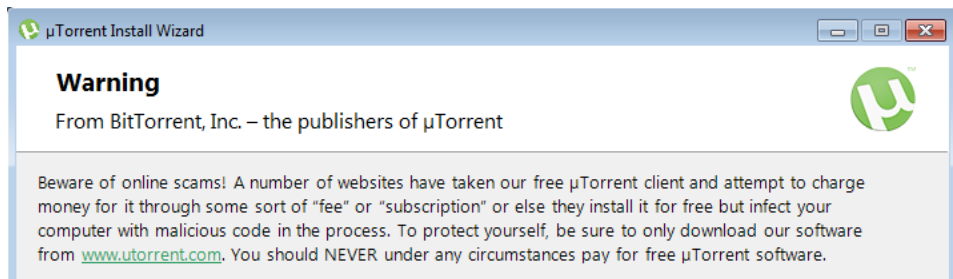 µTorrent Install Wizard
Warning
From BitTorrent, Inc. – the publishers of µTorrent
Beware of online scams! A number of websites have taken our free µTorrent client and attempt to charge
money for it through some sort of “fee” or “subscription” or else they install it for free but infect your
computer with malicious code in the process. To protect yourself, be sure to only download our software
from www.utorrent.com. You should NEVER under any circumstances pay for free µTorrent software.